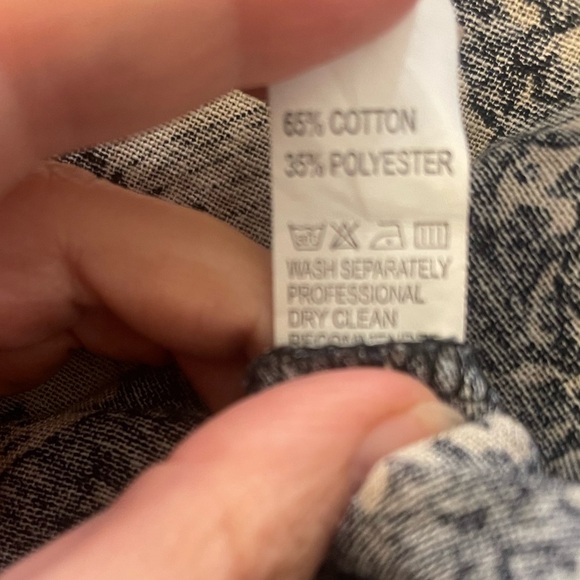 65% COTTON
35% POLYESTER
WASH SEPARATELY
PROFESSIONAL
DRY CLEAN